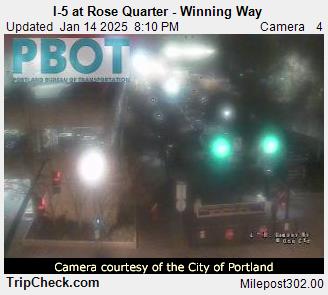 I-5 at Rose Quarter - Winning Way
Updated Jan 14 2025 8:10 PM Camera 4
PBOT
PORTLAND BUREAU OF TRANSPORTATION
Camera courtesy of the City of Portland
TripCheck.com Milepost302.00